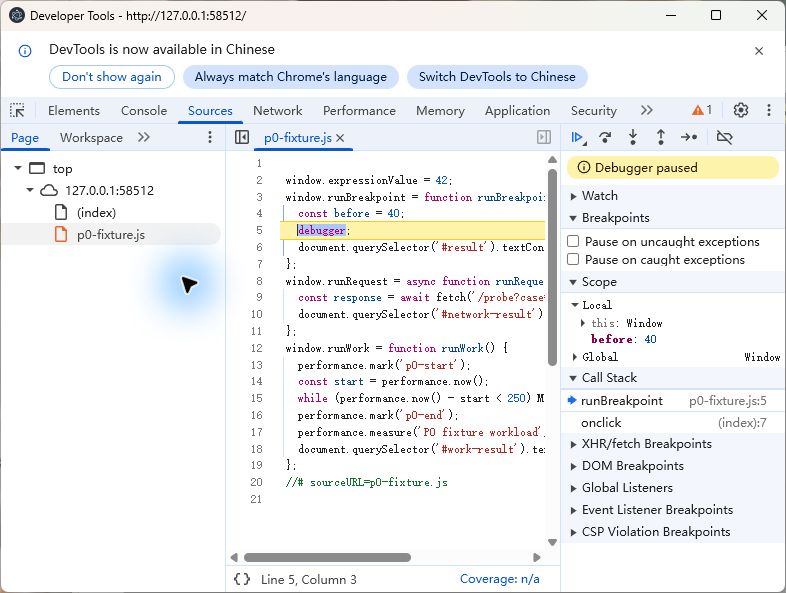 Developer Tools - http://127.0.0.1:58512/
DevTools is now available in Chinese
Don't show again
Always match Chrome's language
Switch DevTools to Chinese
Elements
Console
Sources
Network
Performance
Memory
Application
Security
1
Page
Workspace
p0-fixture.js
top
127.0.0.1:58512
(index)
p0-fixture.js
1
2 window.expressionValue = 42;
3 window.runBreakpoint = function runBreakpoi
4 const before = 40;
5 debugger;
6 document.querySelector('#result').textCon
7 };
8 window.runRequest = async function runReque
9 const response = await fetch('/probe?case
10 document.querySelector('#network-result')
11 };
12 window.runWork = function runWork() {
13 performance.mark('p0-start');
14 const start = performance.now();
15 while (performance.now() - start < 250) M
16 performance.mark('p0-end');
17 performance.measure('P0 fixture workload',
18 document.querySelector('#work-result').te
19 };
20 //# sourceURL=p0-fixture.js
21
{} Line 5, Column 3
Coverage: n/a
Debugger paused
Watch
Breakpoints
Pause on uncaught exceptions
Pause on caught exceptions
Scope
Local
this: Window
before: 40
Global Window
Call Stack
runBreakpoint p0-fixture.js:5
onclick (index):7
XHR/fetch Breakpoints
DOM Breakpoints
Global Listeners
Event Listener Breakpoints
CSP Violation Breakpoints